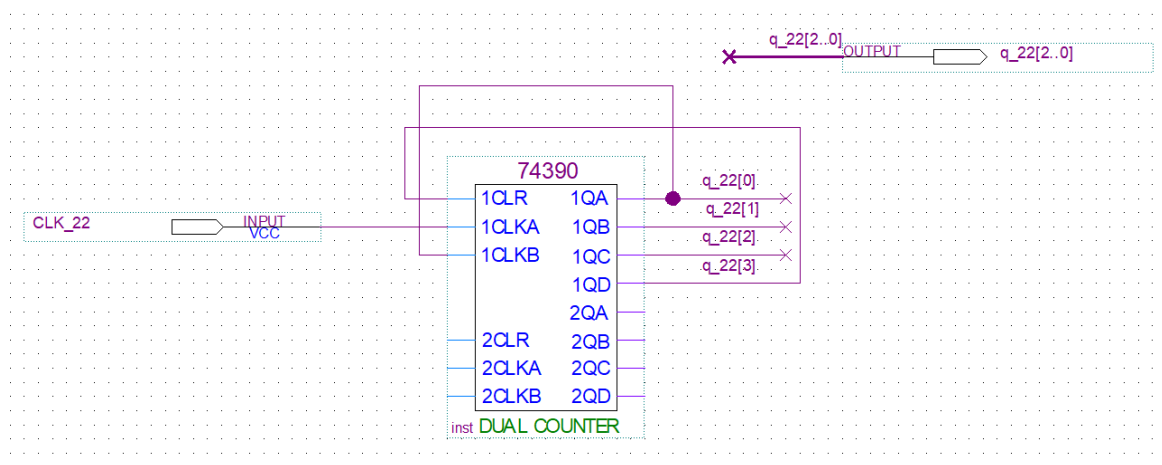 q_22[2..0]
OUTPUT
q_22[2..0]
74390
CLK_22
INPUT
VCC
1CLR
1QA
q_22[0]
1CLKA
1QB
q_22[1]
1CLKB
1QC
q_22[2]
1QD
q_22[3]
2QA
2CLR
2QB
2CLKA
2QC
2CLKB
2QD
inst
DUAL COUNTER